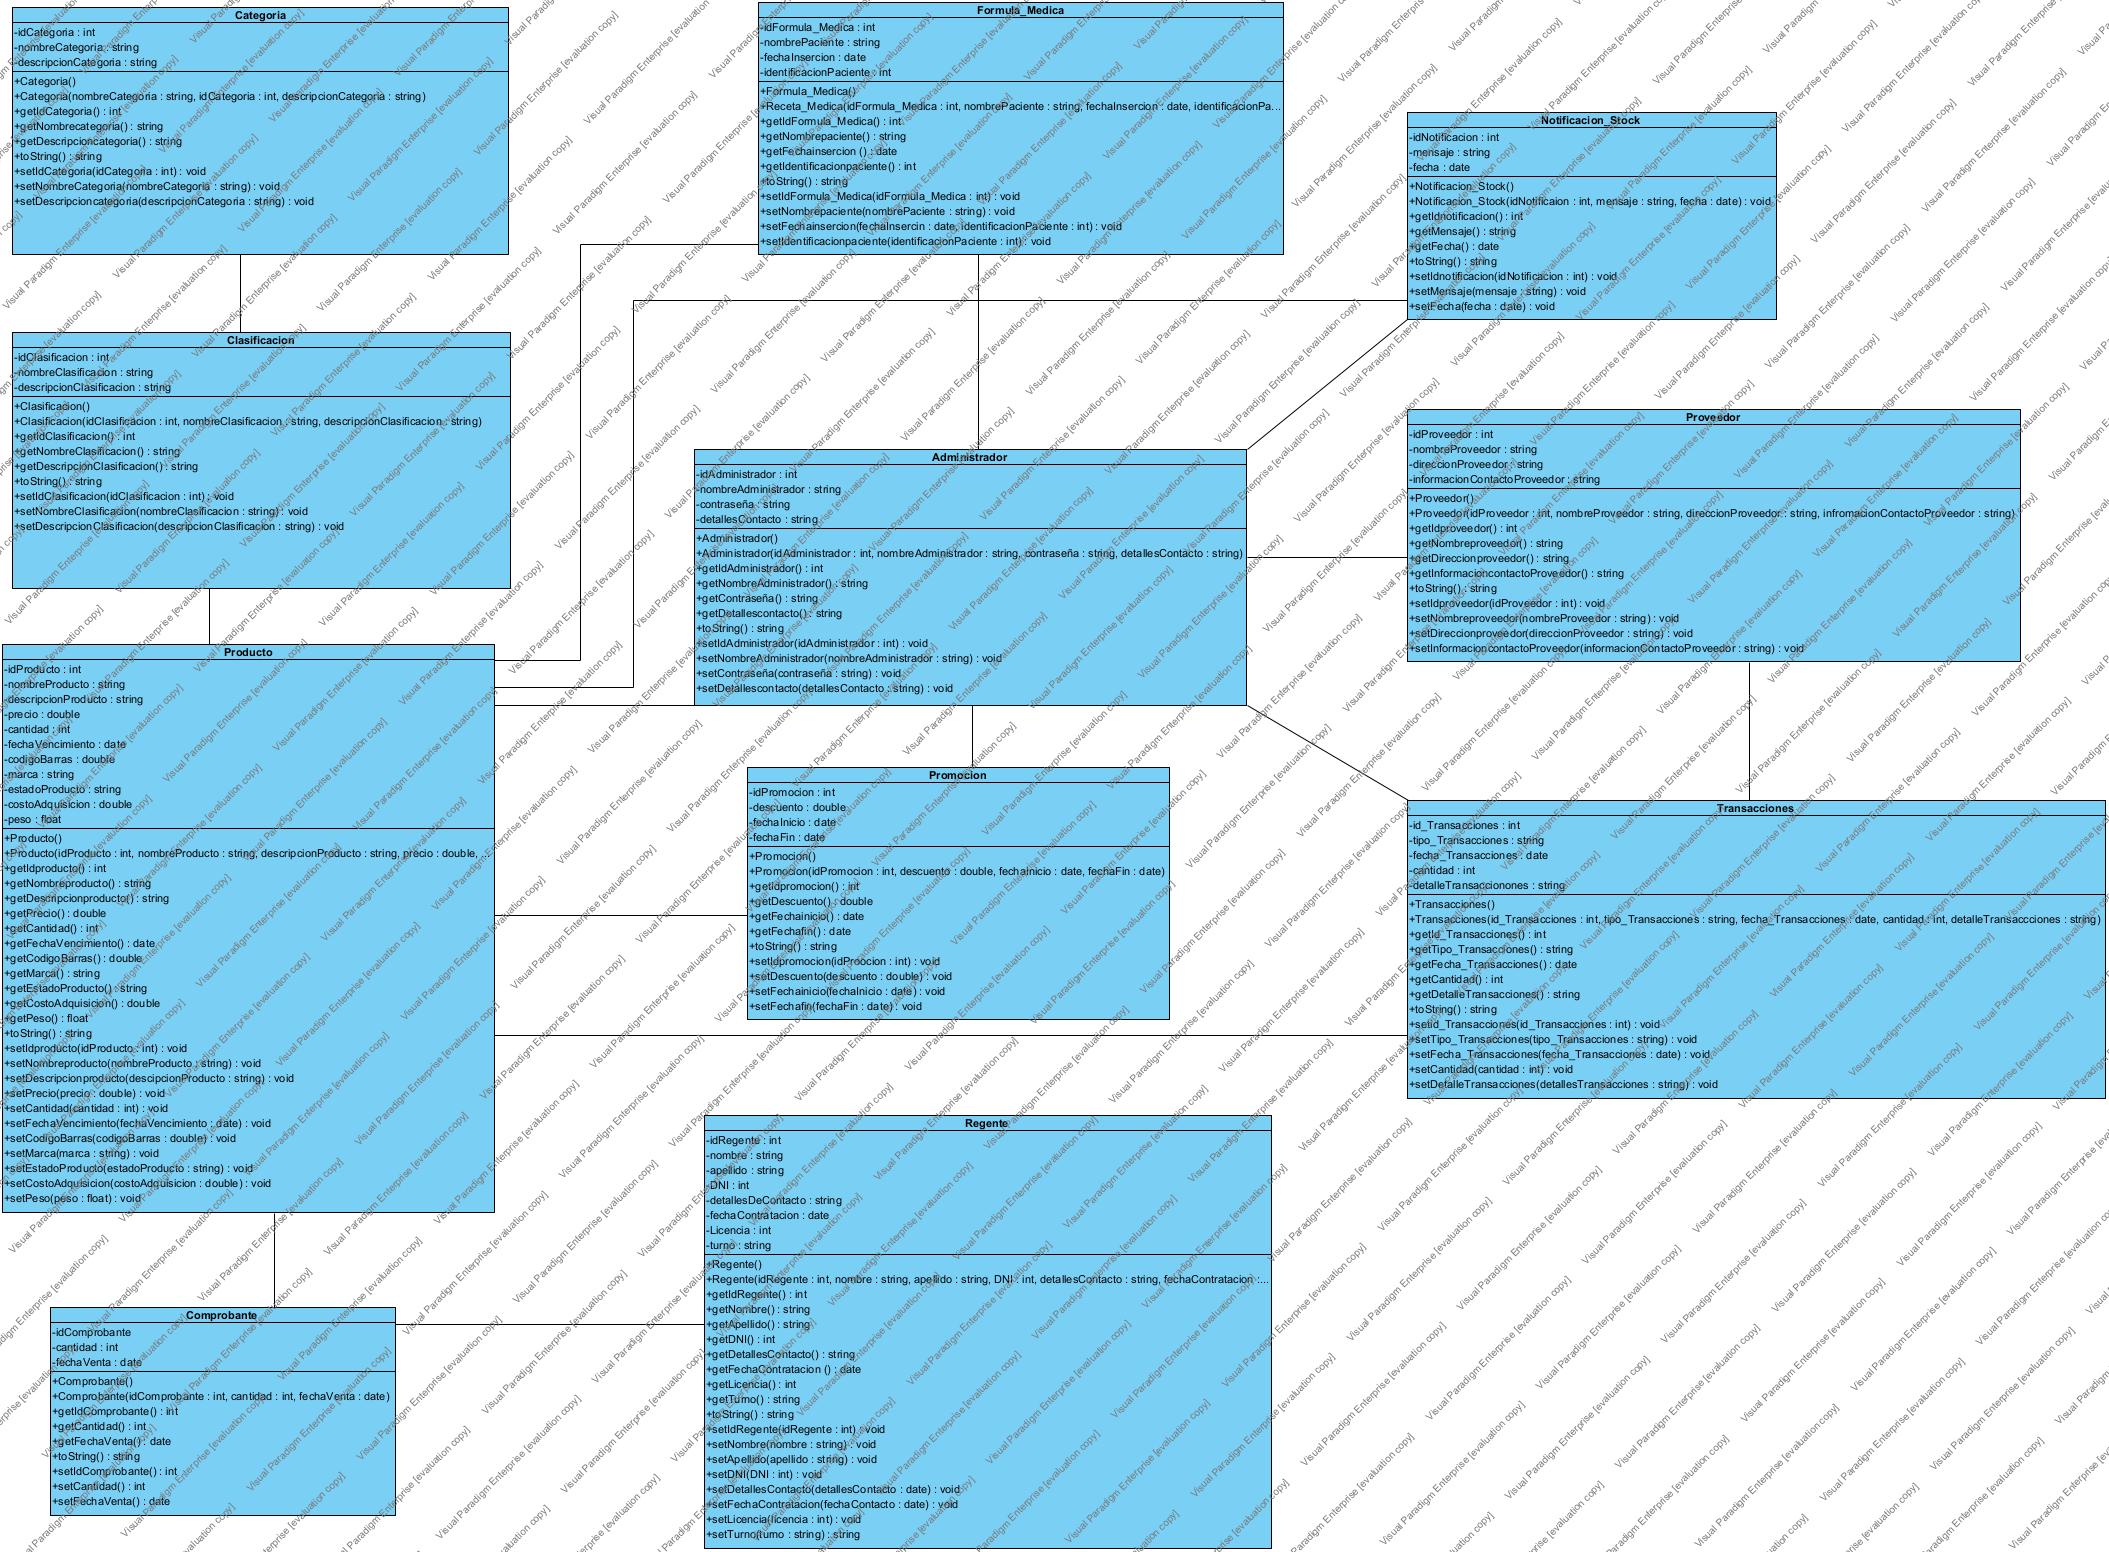 Categoria
-idCategoria : int
-nombreCategoria : string
-descripcionCategoria : string
+Categoria()
+Categoria(nombreCategoria : string, idCategoria : int, descripcionCategoria : string)
+getIdCategoria() : int
+getNombrecategoria() : string
+getDescripcioncategoria() : string
+toString() : string
+setIdCategoria(idCategoria : int) : void
+setNombreCategoria(nombreCategoria : string) : void
+setDescripcioncategoria(descripcionCategoria : string) : void
Formula_Medica
-idFormula_Medica : int
-nombrePaciente : string
-fechaInsercion : date
-identificacionPaciente : int
+Formula_Medica()
+Receta_Medica(idFormula_Medica : int, nombrePaciente : string, fechaInsercion : date, identificacionPa...
+getIdFormula_Medica() : int
+getNombrepaciente() : string
+getFechainsercion () : date
+getIdentificacionpaciente() : int
+toString() : string
+setIdFormula_Medica(idFormula_Medica : int) : void
+setNombrepaciente(nombrePaciente : string) : void
+setFechainsercion(fechaInsercin : date, identificacionPaciente : int) : void
+setIdentificacionpaciente(identificacionPaciente : int) : void
Notificacion_Stock
-idNotificacion : int
-mensaje : string
-fecha : date
+Notificacion_Stock()
+Notificacion_Stock(idNotificaion : int, mensaje : string, fecha : date) : void
+getIdnotificacion() : int
+getMensaje() : string
+getFecha() : date
+toString() : string
+setIdnotificacion(idNotificacion : int) : void
+setMensaje(mensaje : string) : void
+setFecha(fecha : date) : void
Clasificacion
-idClasificacion : int
-nombreClasificacion : string
-descripcionClasificacion : string
+Clasificacion()
+Clasificacion(idClasificacion : int, nombreClasificacion : string, descripcionClasificacion : string)
+getIdClasificacion() : int
+getNombreClasificacion() : string
+getDescripcionClasificacion() : string
+toString() : string
+setIdClasificacion(idClasificacion : int) : void
+setNombreClasificacion(nombreClasificacion : string) : void
+setDescripcionClasificacion(descripcionClasificacion : string) : void
Administrador
-idAdministrador : int
-nombreAdministrador : string
-contraseña : string
-detallesContacto : string
+Administrador()
+Administrador(idAdministrador : int, nombreAdministrador : string, contraseña : string, detallesContacto : string)
+getIdAdministrador() : int
+getNombreAdministrador() : string
+getContraseña() : string
+getDetallescontacto() : string
+toString() : string
+setIdAdministrador(idAdministrador : int) : void
+setNombreAdministrador(nombreAdministrador : string) : void
+setContraseña(contraseña : string) : void
+setDetallescontacto(detallesContacto : string) : void
Proveedor
-idProveedor : int
-nombreProveedor : string
-direccionProveedor : string
-informacionContactoProveedor : string
+Proveedor()
+Proveedor(idProveedor : int, nombreProveedor : string, direccionProveedor : string, infromacionContactoProveedor : string)
+getIdproveedor() : int
+getNombreproveedor() : string
+getDireccionproveedor() : string
+getInformacioncontactoProveedor() : string
+toString() : string
+setIdproveedor(idProveedor : int) : void
+setNombreproveedor(nombreProveedor : string) : void
+setDireccionproveedor(direccionProveedor : string) : void
+setInformacioncontactoProveedor(informacionContactoProveedor : string) : void
Producto
-idProducto : int
-nombreProducto : string
-descripcionProducto : string
-precio : double
-cantidad : int
-fechaVencimiento : date
-codigoBarras : double
-marca : string
-estadoProducto : string
-costoAdquisicion : double
-peso : float
+Producto()
+Producto(idProducto : int, nombreProducto : string, descripcionProducto : string, precio : double, ...
+getIdproducto() : int
+getNombreproducto() : string
+getDescripcionproducto() : string
+getPrecio() : double
+getCantidad() : int
+getFechaVencimiento() : date
+getCodigoBarras() : double
+getMarca() : string
+getEstadoProducto() : string
+getCostoAdquisicion() : double
+getPeso() : float
+toString() : string
+setIdproducto(idProducto : int) : void
+setNombreproducto(nombreProducto : string) : void
+setDescripcionproducto(descipcionProducto : string) : void
+setPrecio(precio : double) : void
+setCantidad(cantidad : int) : void
+setFechaVencimiento(fechaVencimiento : date) : void
+setCodigoBarras(codigoBarras : double) : void
+setMarca(marca : string) : void
+setEstadoProducto(estadoProducto : string) : void
+setCostoAdquisicion(costoAdquisicion : double) : void
+setPeso(peso : float) : void
Promocion
-idPromocion : int
-descuento : double
-fechaInicio : date
-fechaFin : date
+Promocion()
+Promocion(idPromocion : int, descuento : double, fechaInicio : date, fechaFin : date)
+getIdpromocion() : int
+getDescuento() : double
+getFechainicio() : date
+getFechafin() : date
+toString() : string
+setIdpromocion(idProocion : int) : void
+setDescuento(descuento : double) : void
+setFechainicio(fechaInicio : date) : void
+setFechafin(fechaFin : date) : void
Transacciones
-id_Transacciones : int
-tipo_Transacciones : string
-fecha_Transacciones : date
-cantidad : int
-detalleTransaccionones : string
+Transacciones()
+Transacciones(id_Transacciones : int, tipo_Transacciones : string, fecha_Transacciones : date, cantidad : int, detalleTransaccciones : string)
+getId_Transacciones() : int
+getTipo_Transacciones() : string
+getFecha_Transacciones() : date
+getCantidad() : int
+getDetalleTransacciones() : string
+toString() : string
+setid_Transacciones(id_Transacciones : int) : void
+setTipo_Transacciones(tipo_Transacciones : string) : void
+setFecha_Transacciones(fecha_Transacciones : date) : void
+setCantidad(cantidad : int) : void
+setDetalleTransacciones(detallesTransacciones : string) : void
Regente
-idRegente : int
-nombre : string
-apellido : string
-DNI : int
-detallesDeContacto : string
-fechaContratacion : date
-Licencia : int
-turno : string
+Regente()
+Regente(idRegente : int, nombre : string, apellido : string, DNI : int, detallesContacto : string, fechaContratacion :...
+getIdRegente() : int
+getNombre() : string
+getApellido() : string
+getDNI() : int
+getDetallesContacto() : string
+getFechaContratacion () : date
+getLicencia() : int
+getTurno() : string
+toString() : string
+setIdRegente(idRegente : int) : void
+setNombre(nombre : string) : void
+setApellido(apellido : string) : void
+setDNI(DNI : int) : void
+setDetallesContacto(detallesContacto : date) : void
+setFechaContratacion(fechaContacto : date) : void
+setLicencia(licencia : int) : void
+setTurno(turno : string) : string
Comprobante
-idComprobante
-cantidad : int
-fechaVenta : date
+Comprobante()
+Comprobante(idComprobante : int, cantidad : int, fechaVenta : date)
+getIdComprobante() : int
+getCantidad() : int
+getFechaVenta() : date
+toString() : string
+setIdComprobante() : int
+setCantidad() : int
+setFechaVenta() : date
Visual Paradigm Enterprise [evaluation copy]